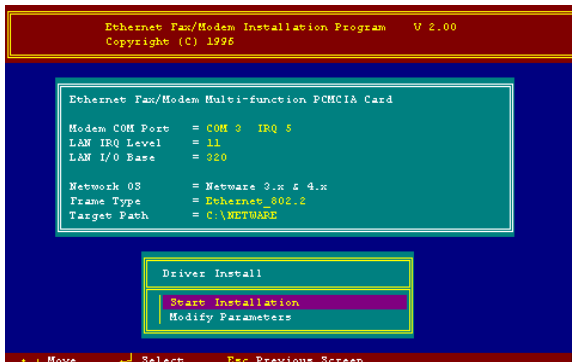 Ethernet Fax/Modem Installation Program V 2.00
Copyright (C) 1996
Ethernet Fax/Modem Multi-function PCMCIA Card
Modem COM Port = COM 3 IRQ 5
LAN IRQ Level = 11
LAN I/O Base = 320
Network OS = Netware 3.x & 4.x
Frame Type = Ethernet_802.2
Target Path = C:\NETWARE
Driver Install
Start Installation
Modify Parameters
Move Select Esc Previous Screen